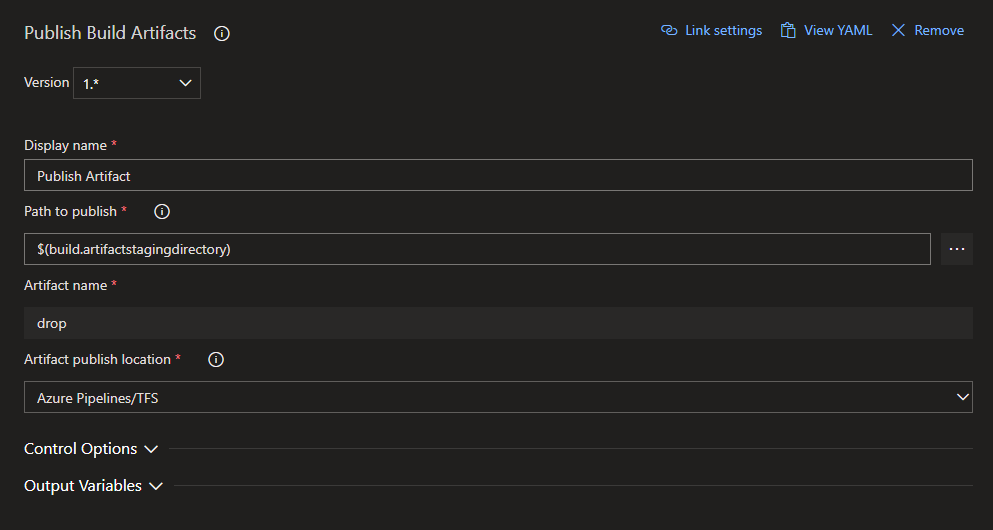 Publish Build Artifacts
Link settings
View YAML
Remove
Version 1.*
Display name *
Publish Artifact
Path to publish *
$(build.artifactstagingdirectory)
...
Artifact name *
drop
Artifact publish location *
Azure Pipelines/TFS
Control Options
Output Variables